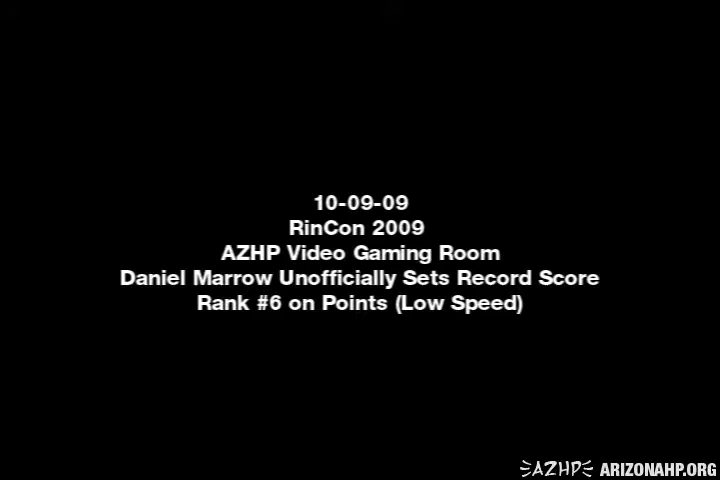 10-09-09
RinCon 2009
AZHP Video Gaming Room
Daniel Marrow Unofficially Sets Record Score
Rank #6 on Points (Low Speed)
AZHP ARIZONAHP.ORG